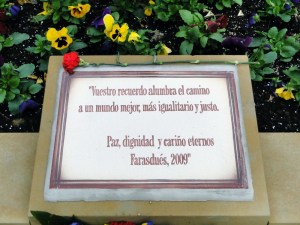 "Vuestro recuerdo alumbra el camino
a un mundo mejor, más igualitario y justo.
Paz, dignidad y cariño eternos
Farasdués, 2009"